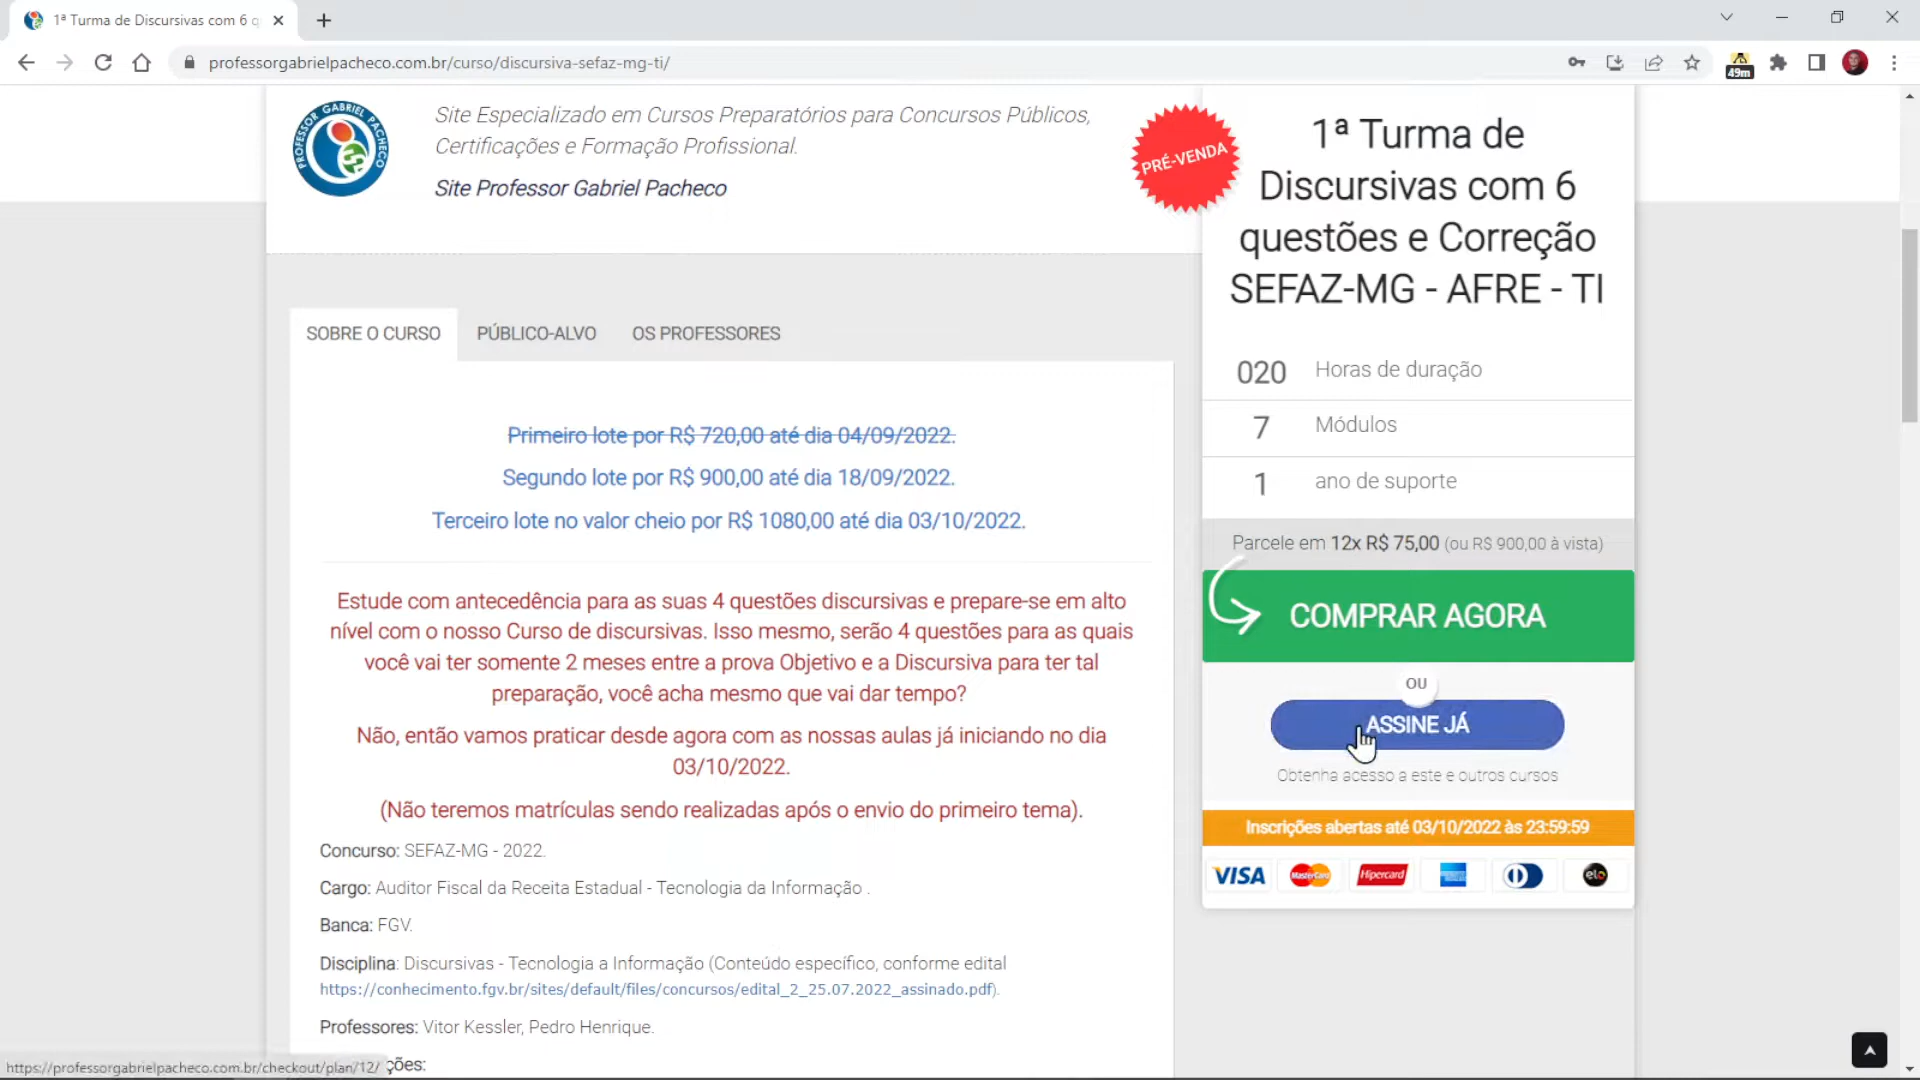 1ª Turma de Discursivas com 6 q
professorgabrielpacheco.com.br/curso/discursiva-sefaz-mg-ti/
49m
PROFESSOR GABRIEL PACHECO
Site Especializado em Cursos Preparatórios para Concursos Públicos,
Certificações e Formação Profissional.
Site Professor Gabriel Pacheco
PRÉ-VENDA
1ª Turma de
Discursivas com 6
questões e Correção
SEFAZ-MG - AFRE - TI
020 Horas de duração
7 Módulos
1 ano de suporte
Parcele em 12x R$ 75,00 (ou R$ 900,00 à vista)
COMPRAR AGORA
OU
ASSINE JÁ
Obtenha acesso a este e outros cursos
Inscrições abertas até 03/10/2022 às 23:59:59
VISA MasterCard Hipercard elo
SOBRE O CURSO PÚBLICO-ALVO OS PROFESSORES
Primeiro lote por R$ 720,00 até dia 04/09/2022.
Segundo lote por R$ 900,00 até dia 18/09/2022.
Terceiro lote no valor cheio por R$ 1080,00 até dia 03/10/2022.
Estude com antecedência para as suas 4 questões discursivas e prepare-se em alto
nível com o nosso Curso de discursivas. Isso mesmo, serão 4 questões para as quais
você vai ter somente 2 meses entre a prova Objetivo e a Discursiva para ter tal
preparação, você acha mesmo que vai dar tempo?
Não, então vamos praticar desde agora com as nossas aulas já iniciando no dia
03/10/2022.
(Não teremos matrículas sendo realizadas após o envio do primeiro tema).
Concurso: SEFAZ-MG - 2022.
Cargo: Auditor Fiscal da Receita Estadual - Tecnologia da Informação .
Banca: FGV.
Disciplina: Discursivas - Tecnologia a Informação (Conteúdo específico, conforme edital
https://conhecimento.fgv.br/sites/default/files/concursos/edital_2_25.07.2022_assinado.pdf).
Professores: Vitor Kessler, Pedro Henrique.
ções:
https://professorgabrielpacheco.com.br/checkout/plan/12/